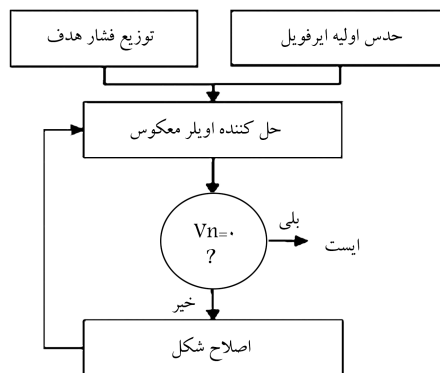 حدس اولیه ایرفویل
توزیع فشار هدف
حل کننده اویلر معکوس
Vn=۰
?
بلی
ایست
خیر
اصلاح شکل